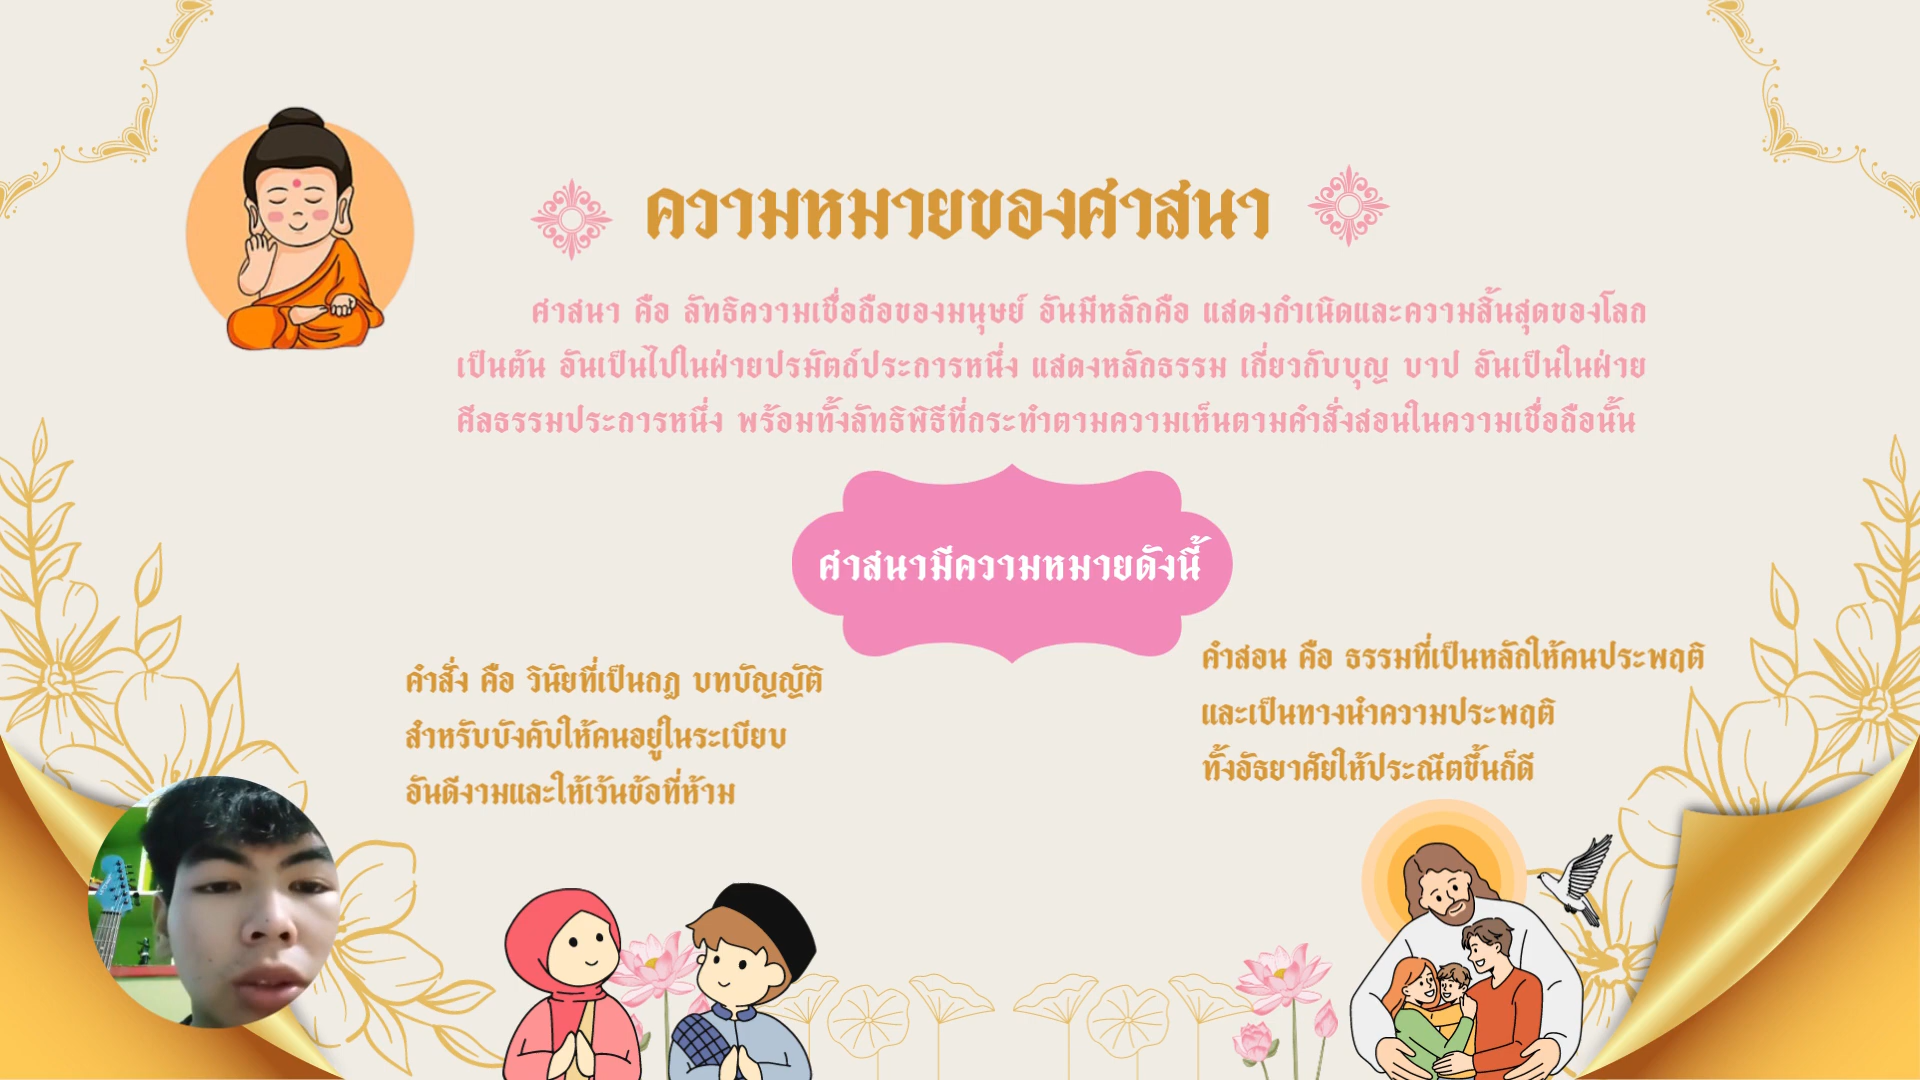 ความหมายของศาสนา
ศาสนา คือ ลัทธิความเชื่อถือของมนุษย์ อันมีหลักคือ แสดงกำเนิดและความสิ้นสุดของโลก
เป็นต้น อันเป็นไปในฝ่ายปรมัตถ์ประการหนึ่ง แสดงหลักธรรม เกี่ยวกับบุญ บาป อันเป็นในฝ่าย
ศีลธรรมประการหนึ่ง พร้อมทั้งลัทธิพิธีที่กระทำตามความเห็นตามคำสั่งสอนในความเชื่อถือนั้น
ศาสนามีความหมายดังนี้
คำสั่ง คือ วินัยที่เป็นกฎ บทบัญญัติ
สำหรับบังคับให้คนอยู่ในระเบียบ
อันดีงามและให้เว้นข้อที่ห้าม
คำสอน คือ ธรรมที่เป็นหลักให้คนประพฤติ
และเป็นทางนำความประพฤติ
ทั้งอัธยาศัยให้ประณีตขึ้นก็ดี